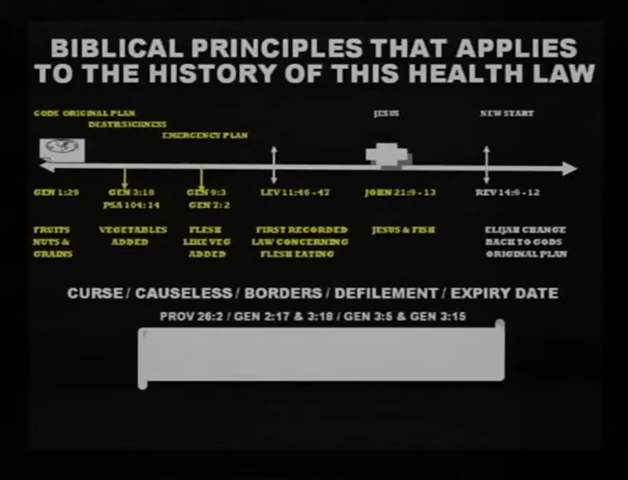 BIBLICAL PRINCIPLES THAT APPLIES
TO THE HISTORY OF THIS HEALTH LAW
GODS ORIGINAL PLAN
DEATH/SICKNESS
EMERGENCY PLAN
JESUS
NEW START
GEN 1:29
GEN 3:18
PSA 104:14
GEN 9:3
GEN 7:2
LEV 11:46 - 47
JOHN 21:9 - 13
REV 14:6 - 12
FRUITS
NUTS &
GRAINS
VEGETABLES
ADDED
FLESH
LIKE VEG
ADDED
FIRST RECORDED
LAW CONCERNING
FLESH EATING
JESUS & FISH
ELIJAH CHANGE
BACK TO GODS
ORIGINAL PLAN
CURSE / CAUSELESS / BORDERS / DEFILEMENT / EXPIRY DATE
PROV 26:2 / GEN 2:17 & 3:18 / GEN 3:5 & GEN 3:15